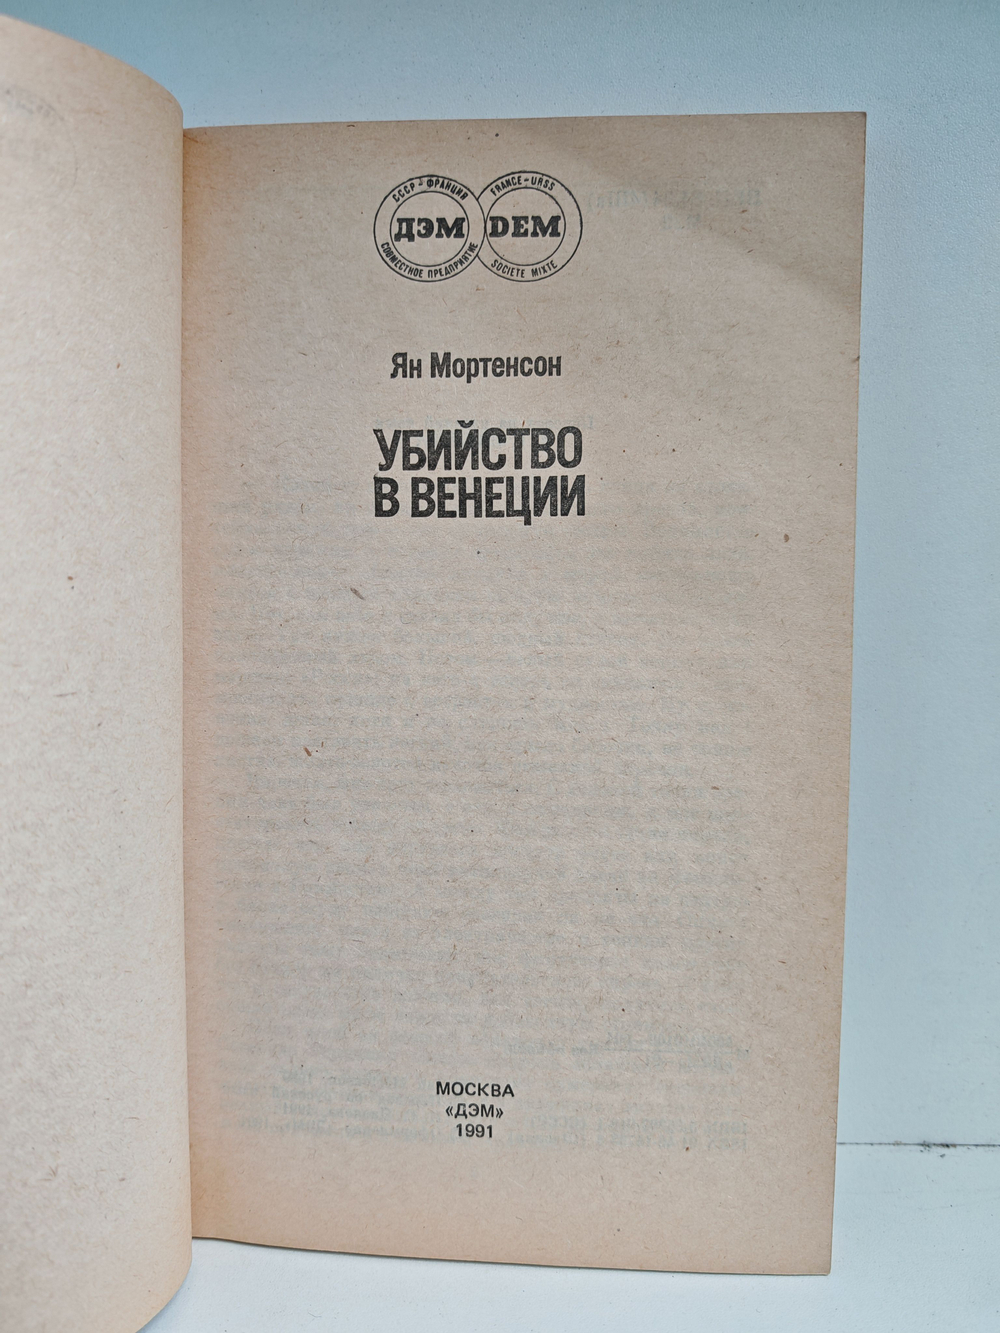 СССР - ФРАНЦИЯ
ДЭМ
СОВМЕСТНОЕ ПРЕДПРИЯТИЕ
FRANCE - URSS
DEM
SOCIETE MIXTE
Ян Мортенсон
УБИЙСТВО
В ВЕНЕЦИИ
МОСКВА
«ДЭМ»
1991